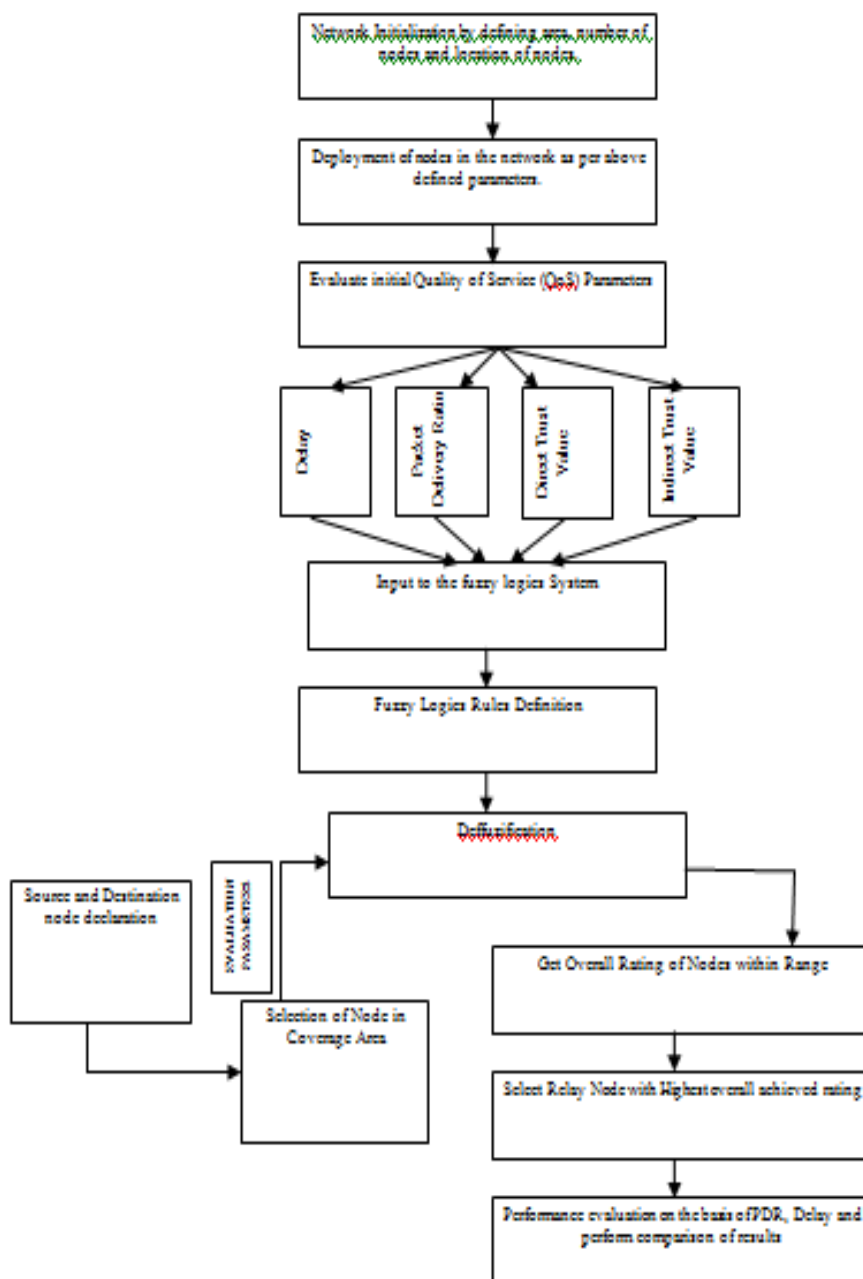 Network Initialization by defining area, number of
nodes and location of nodes.
Deployment of nodes in the network as per above
defined parameters.
Evaluate initial Quality of Service (QoS) Parameters
Delay
Packet
Delivery Ratio
Direct Trust
Value
Indirect Trust
Value
Input to the fuzzy logics System
Fuzzy Logics Rules Definition
Deffuzification
Source and Destination
node declaration
EVALUATION
PARAMETERS
Selection of Node in
Coverage Area
Get Overall Rating of Nodes within Range
Select Relay Node with Highest overall achieved rating
Performance evaluation on the basis of PDR, Delay and
perform comparison of results